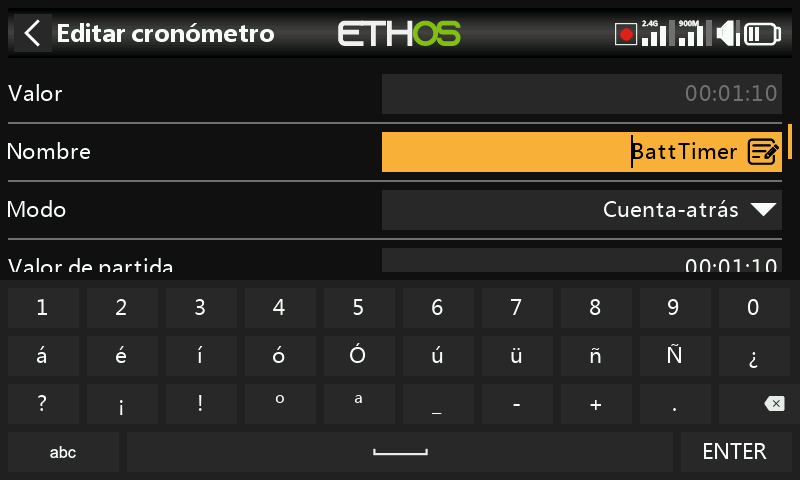 Editar cronómetro ETHOS 2.4G 900M
Valor 00:01:10
Nombre BattTimer
Modo Cuenta-atrás
Valor de partida 00:01:10
1 2 3 4 5 6 7 8 9 0
á é í ó Ó ú ü ñ Ñ ¿
? ¡ ! º ª _ - + .
abc ENTER